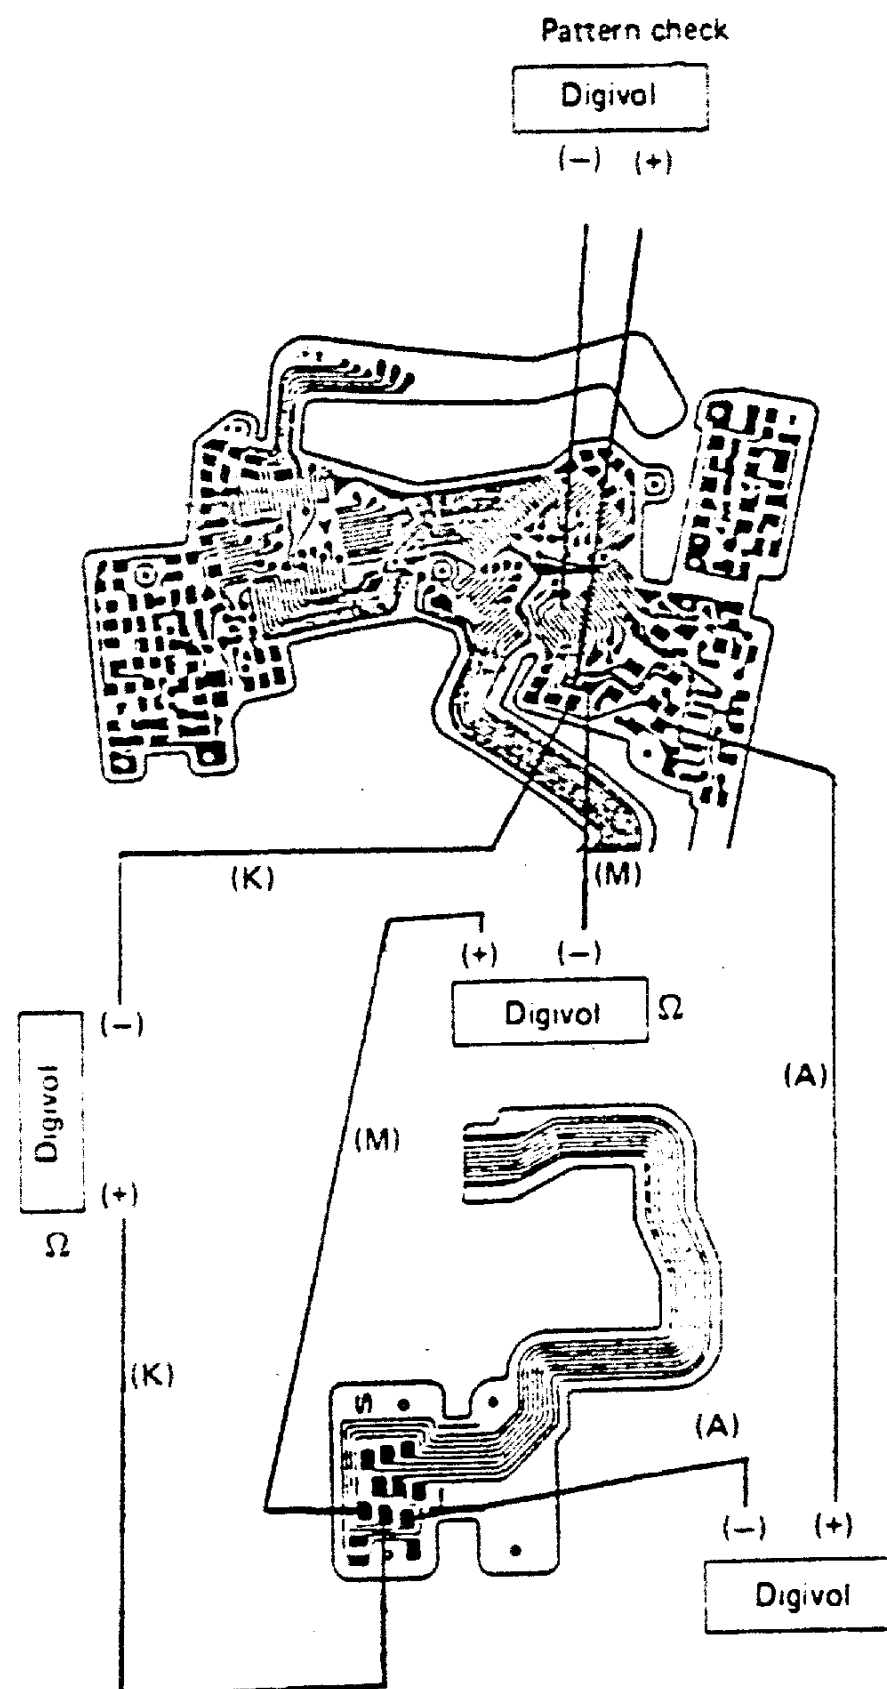 Pattern check
Digivol
(−) (+)
(K)
(M)
(+) (−)
Digivol Ω
(−)
Digivol
(+)
Ω
(A)
(M)
(K)
S
(A)
(−) (+)
Digivol